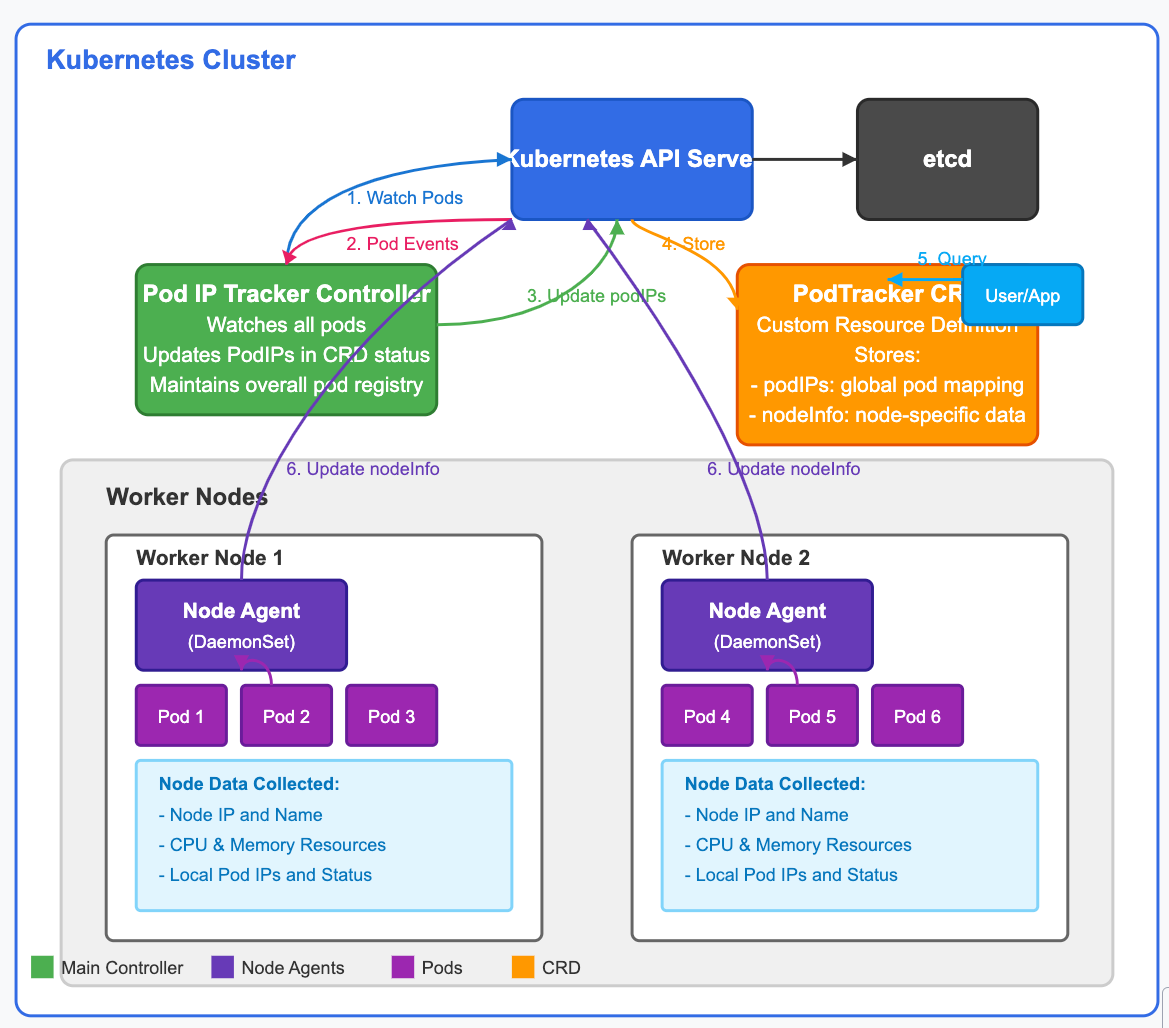 Kubernetes Cluster
Kubernetes API Serve
etcd
1. Watch Pods
2. Pod Events
3. Update podIPs
4. Store
5. Query
User/App
Pod IP Tracker Controller
Watches all pods
Updates PodIPs in CRD status
Maintains overall pod registry
PodTracker CR
Custom Resource Definition
Stores:
- podIPs: global pod mapping
- nodeInfo: node-specific data
6. Update nodeInfo
6. Update nodeInfo
Worker Nodes
Worker Node 1
Node Agent
(DaemonSet)
Pod 1
Pod 2
Pod 3
Node Data Collected:
- Node IP and Name
- CPU & Memory Resources
- Local Pod IPs and Status
Worker Node 2
Node Agent
(DaemonSet)
Pod 4
Pod 5
Pod 6
Node Data Collected:
- Node IP and Name
- CPU & Memory Resources
- Local Pod IPs and Status
Main Controller
Node Agents
Pods
CRD